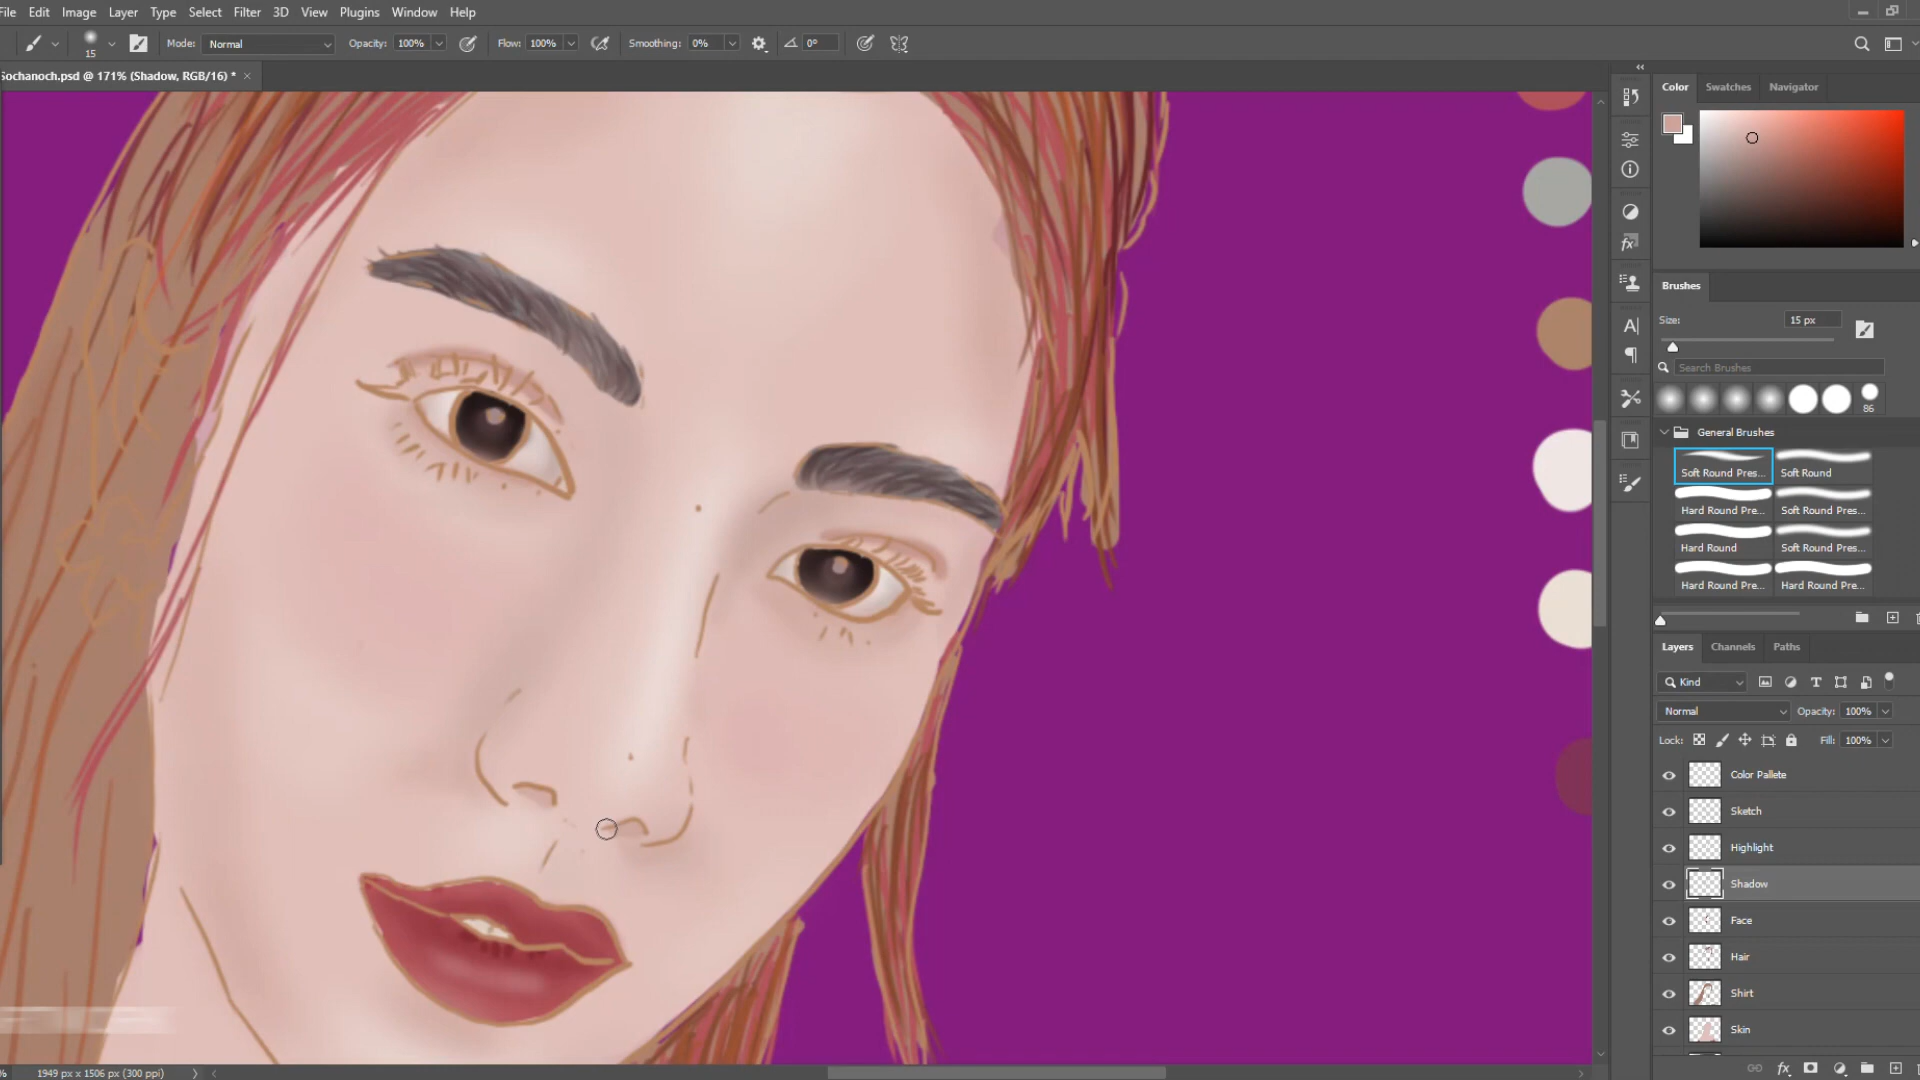 File Edit Image Layer Type Select Filter 3D View Plugins Window Help
15 Mode: Normal Opacity: 100% Flow: 100% Smoothing: 0% 0°
Sochanoch.psd @ 171% (Shadow, RGB/16) * ×
Color Swatches Navigator
Brushes
Size: 15 px
Search Brushes
86
General Brushes
Soft Round Pres... Soft Round
Hard Round Pre... Soft Round Pres...
Hard Round Soft Round Pres...
Hard Round Pre... Hard Round Pre...
Layers Channels Paths
Kind
Normal Opacity: 100%
Lock: Fill: 100%
Color Pallete
Sketch
Highlight
Shadow
Face
Hair
Shirt
Skin
% 1949 px x 1506 px (300 ppi)